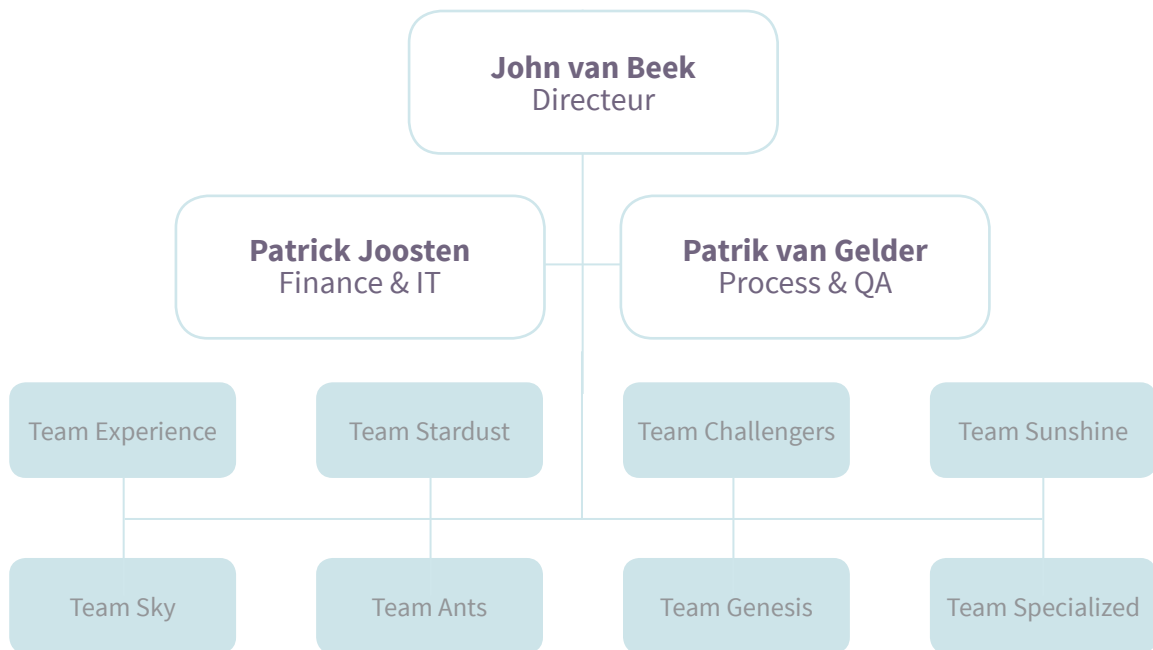 John van Beek
Directeur
Patrick Joosten
Finance & IT
Patrik van Gelder
Process & QA
Team Experience
Team Stardust
Team Challengers
Team Sunshine
Team Sky
Team Ants
Team Genesis
Team Specialized